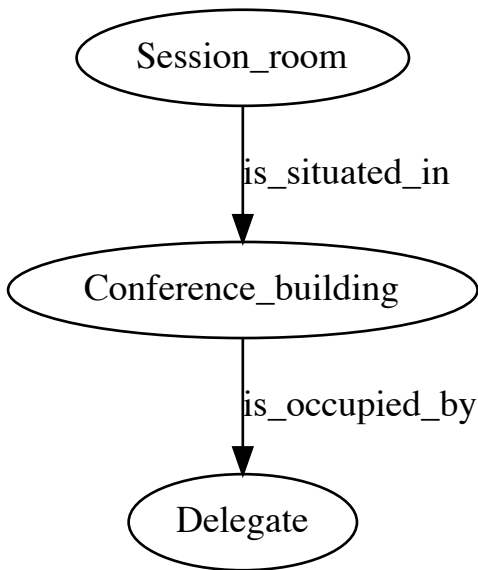 Session_room
is_situated_in
Conference_building
is_occupied_by
Delegate